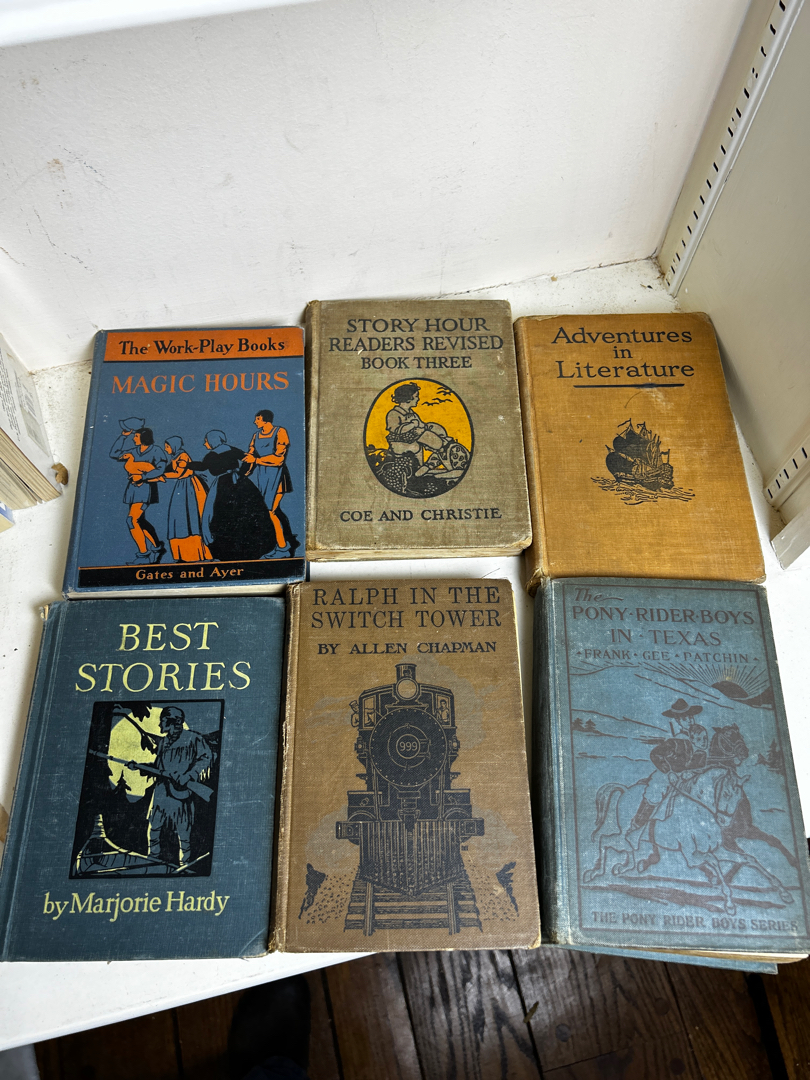 The Work-Play Books
MAGIC HOURS
Gates and Ayer
STORY HOUR
READERS REVISED
BOOK THREE
COE AND CHRISTIE
Adventures
in
Literature
BEST
STORIES
by Marjorie Hardy
RALPH IN THE
SWITCH TOWER
BY ALLEN CHAPMAN
999
The
PONY·RIDER·BOYS
IN·TEXAS
·FRANK·GEE·PATCHIN·
THE PONY RIDER BOYS SERIES